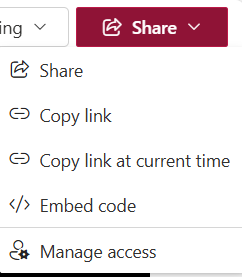 ing
Share
Share
Copy link
Copy link at current time
Embed code
Manage access